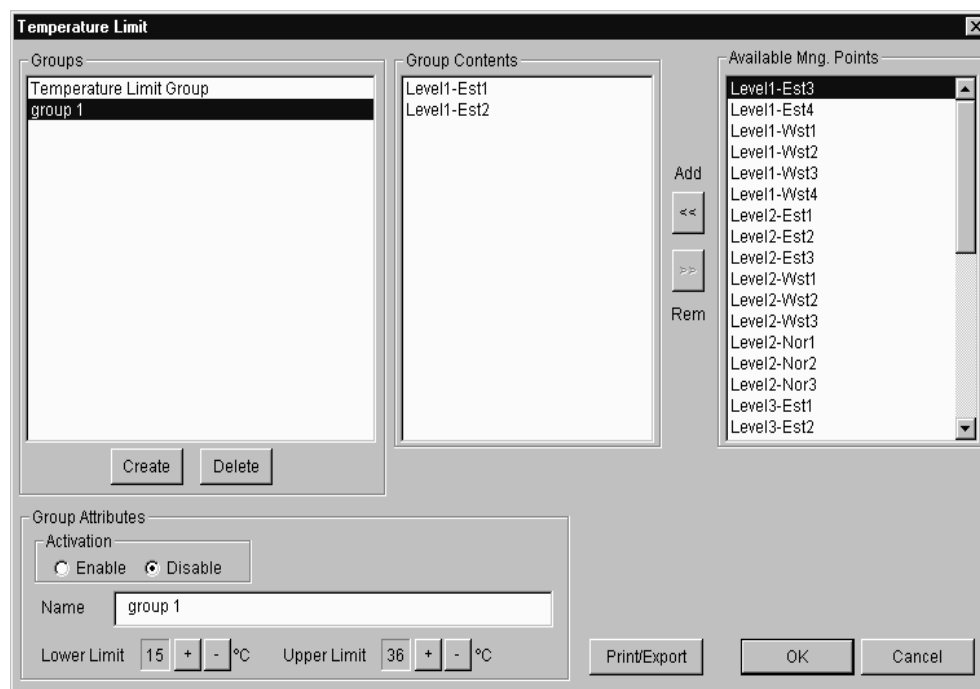 Temperature Limit
Groups
Temperature Limit Group
group 1
Create
Delete
Group Contents
Level1-Est1
Level1-Est2
Add
<<
>>
Rem
Available Mng. Points
Level1-Est3
Level1-Est4
Level1-Wst1
Level1-Wst2
Level1-Wst3
Level1-Wst4
Level2-Est1
Level2-Est2
Level2-Est3
Level2-Wst1
Level2-Wst2
Level2-Wst3
Level2-Nor1
Level2-Nor2
Level2-Nor3
Level3-Est1
Level3-Est2
Group Attributes
Activation
Enable Disable
Name group 1
Lower Limit 15 + - °C Upper Limit 36 + - °C
Print/Export
OK
Cancel